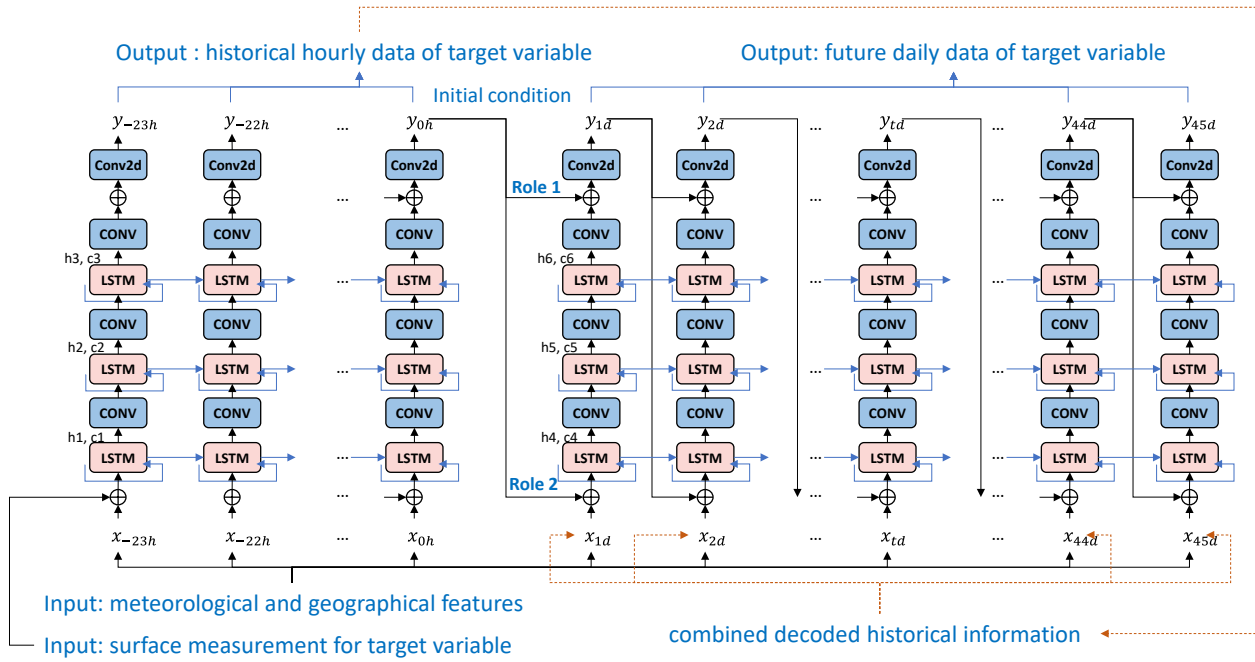 Output : historical hourly data of target variable Output: future daily data of target variable
Initial condition
y₋₂₃ₕ y₋₂₂ₕ ... y₀ₕ y₁d y₂d ... yₜd ... y₄₄d y₄₅d
Conv2d Conv2d Conv2d Conv2d Conv2d Conv2d Conv2d Conv2d
... Role 1 ... ...
CONV CONV CONV CONV CONV CONV CONV CONV
h3, c3 h6, c6
LSTM LSTM ... LSTM LSTM LSTM ... LSTM ... LSTM LSTM
CONV CONV CONV CONV CONV CONV CONV CONV
h2, c2 h5, c5
LSTM LSTM ... LSTM LSTM LSTM ... LSTM ... LSTM LSTM
CONV CONV CONV CONV CONV CONV CONV CONV
h1, c1 h4, c4
LSTM LSTM ... LSTM LSTM LSTM ... LSTM ... LSTM LSTM
... Role 2 ... ...
x₋₂₃ₕ x₋₂₂ₕ ... x₀ₕ x₁d x₂d ... xₜd ... x₄₄d x₄₅d
Input: meteorological and geographical features
Input: surface measurement for target variable combined decoded historical information